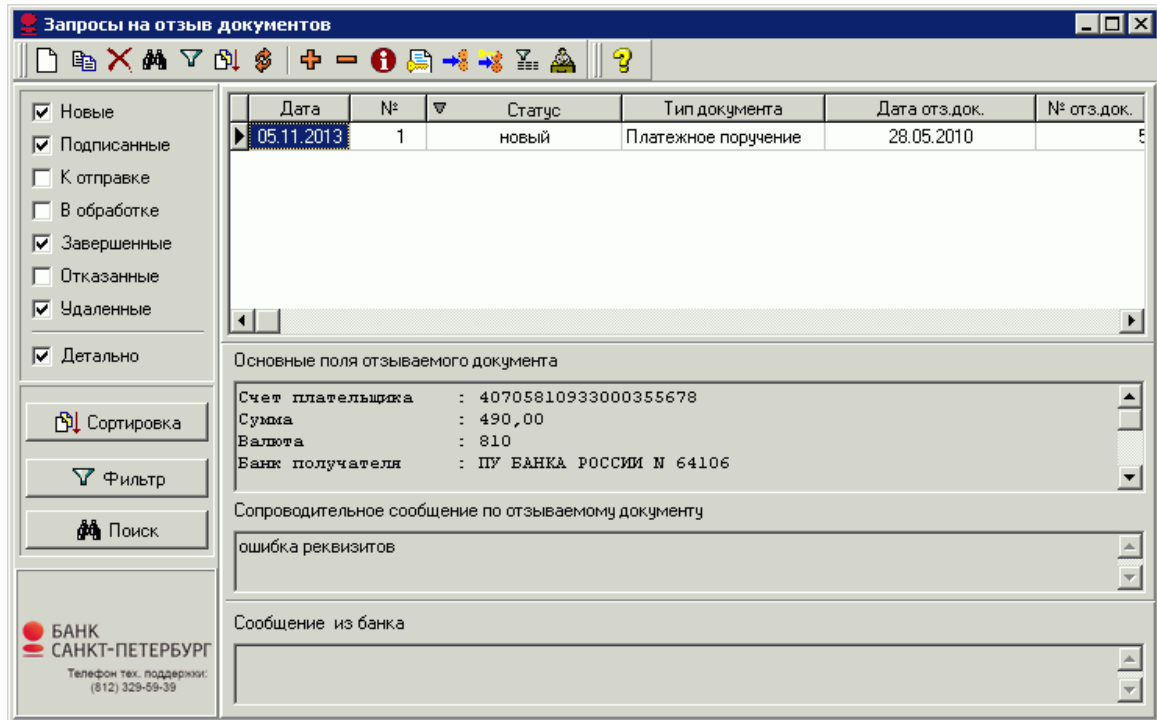 Запросы на отзыв документов
Новые
Подписанные
К отправке
В обработке
Завершенные
Отказанные
Удаленные
Детально
Сортировка
Фильтр
Поиск
БАНК
САНКТ-ПЕТЕРБУРГ
Телефон тех. поддержки:
(812) 329-59-39
Дата № Статус Тип документа Дата отз.док. № отз.док.
05.11.2013 1 новый Платежное поручение 28.05.2010 5
Основные поля отзываемого документа
Счет плательщика : 40705810933000355678
Сумма : 490,00
Валюта : 810
Банк получателя : ПУ БАНКА РОССИИ N 64106
Сопроводительное сообщение по отзываемому документу
ошибка реквизитов
Сообщение из банка